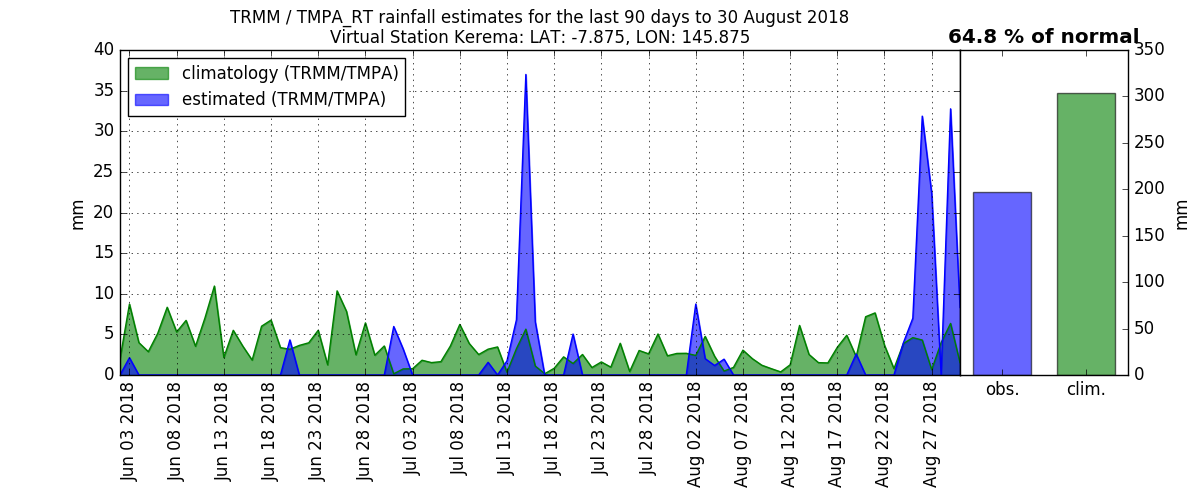 TRMM / TMPA_RT rainfall estimates for the last 90 days to 30 August 2018
Virtual Station Kerema: LAT: -7.875, LON: 145.875
64.8 % of normal
climatology (TRMM/TMPA)
estimated (TRMM/TMPA)
40
35
30
25
20
15
10
5
0
mm
Jun 03 2018
Jun 08 2018
Jun 13 2018
Jun 18 2018
Jun 23 2018
Jun 28 2018
Jul 03 2018
Jul 08 2018
Jul 13 2018
Jul 18 2018
Jul 23 2018
Jul 28 2018
Aug 02 2018
Aug 07 2018
Aug 12 2018
Aug 17 2018
Aug 22 2018
Aug 27 2018
350
300
250
200
150
100
50
0
mm
obs.
clim.